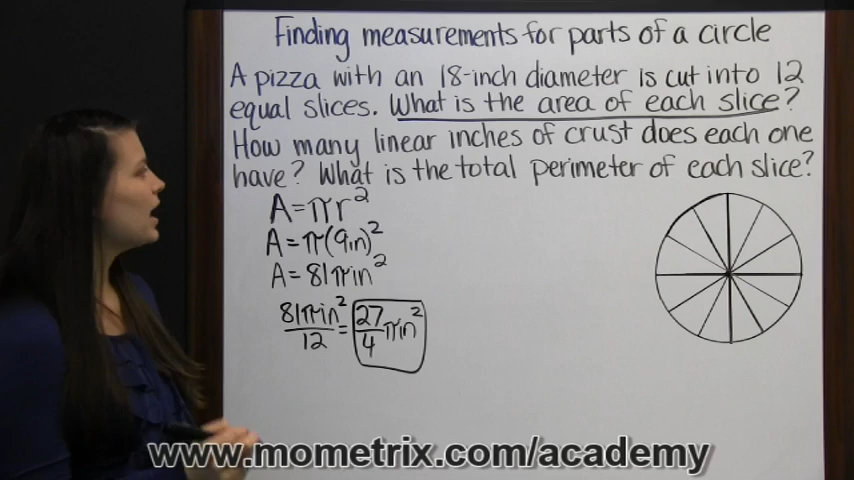 Finding measurements for parts of a circle
A pizza with an 18-inch diameter is cut into 12
equal slices. What is the area of each slice?
How many linear inches of crust does each one
have? What is the total perimeter of each slice?
A=πr²
A=π(9in)²
A=81πin²
81πin²/12 = 27/4 πin²
www.mometrix.com/academy